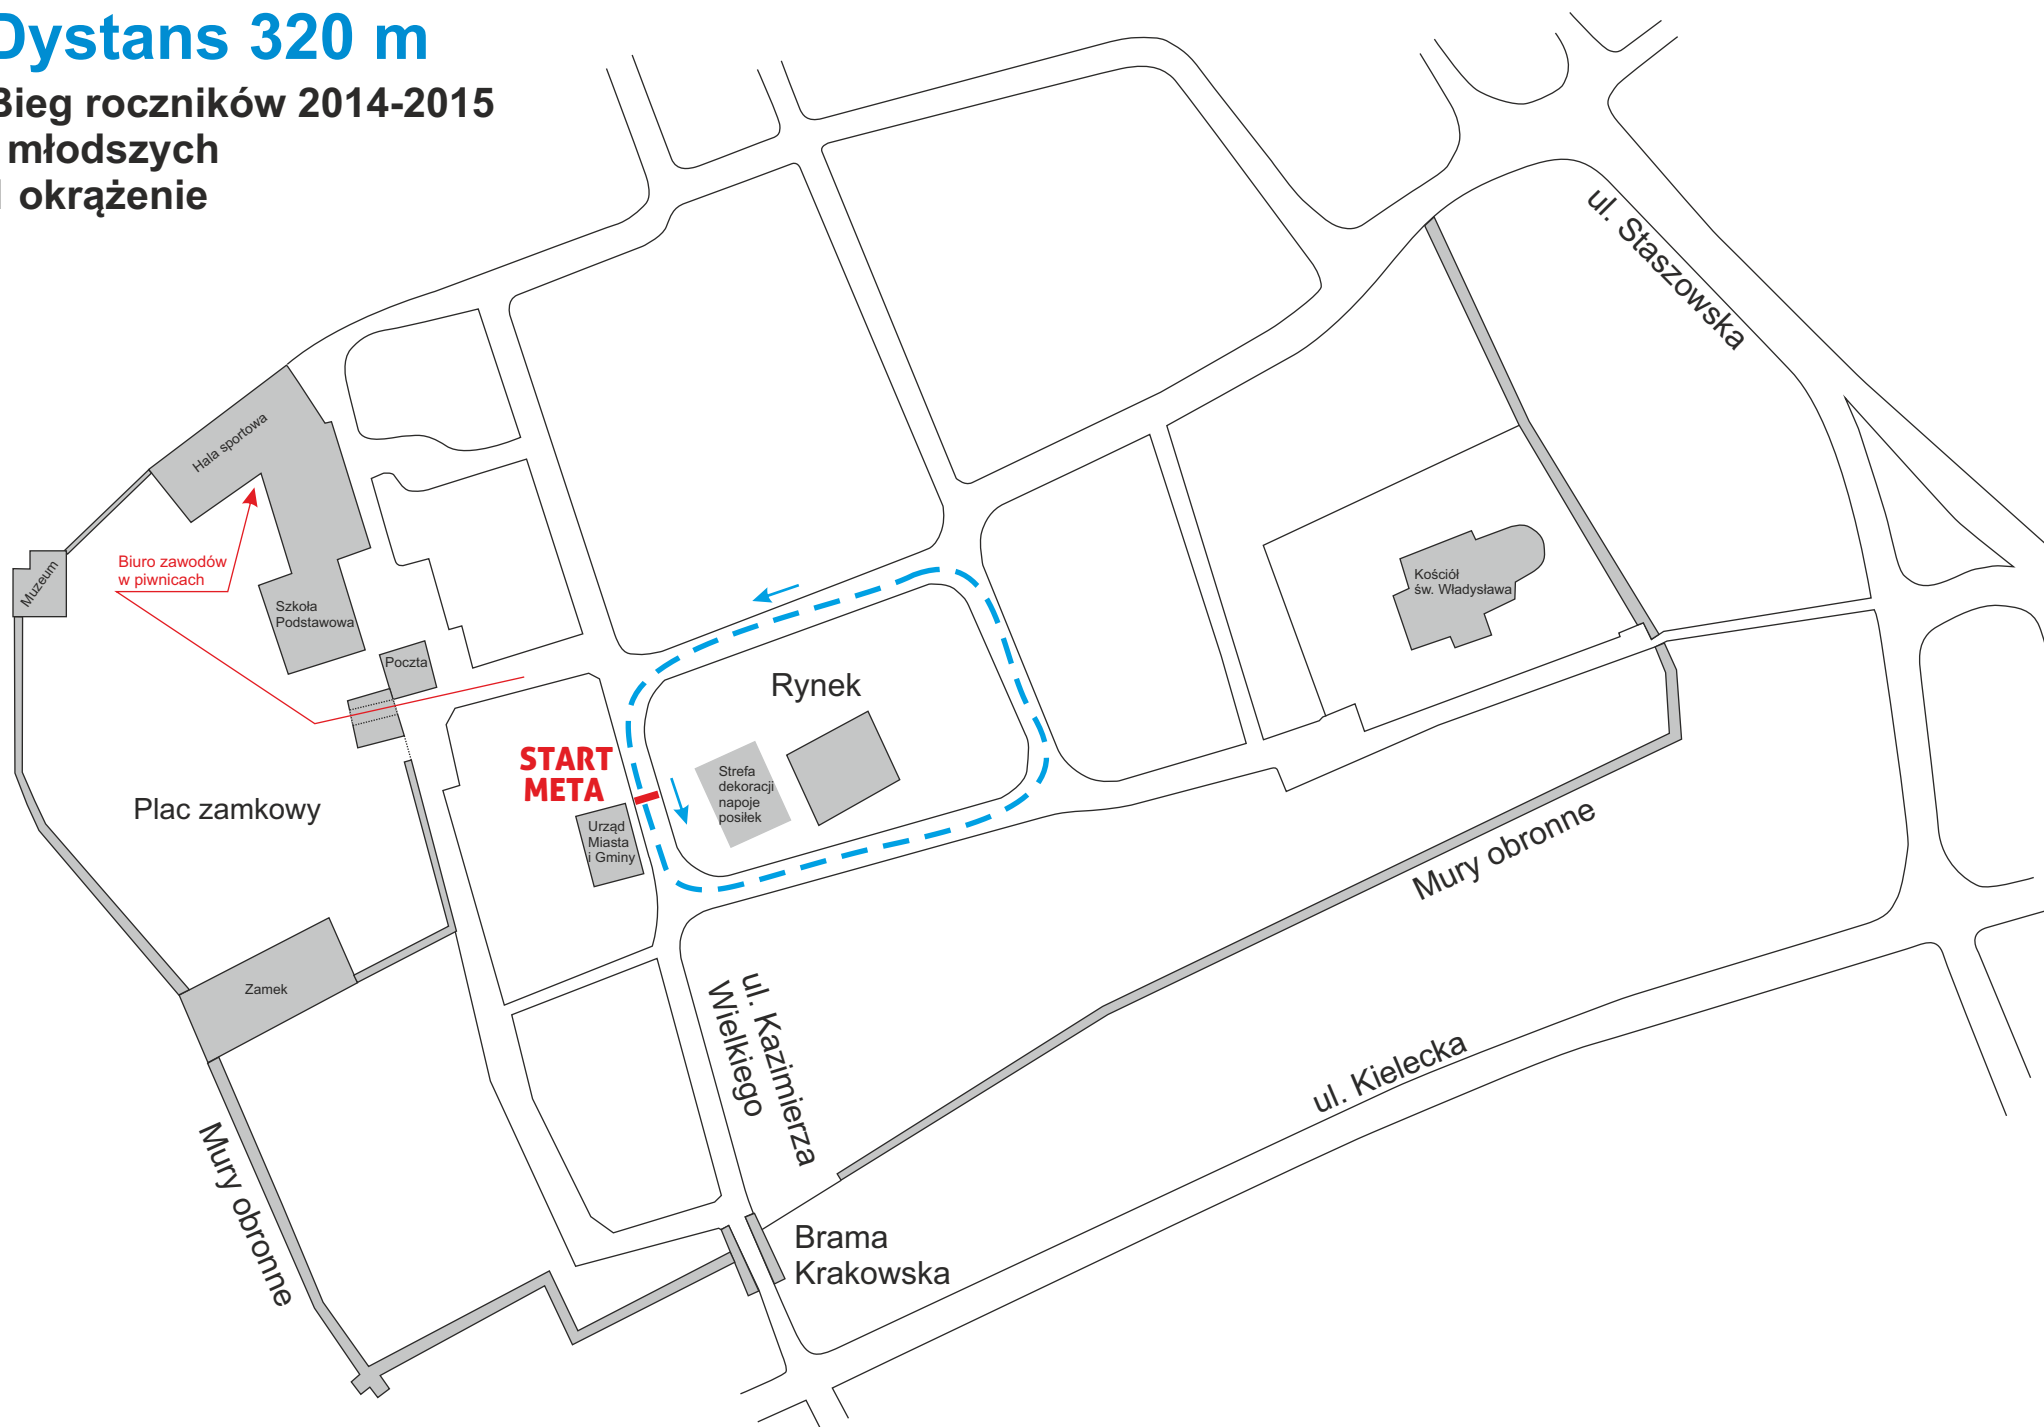 Dystans 320 m
Bieg roczników 2014-2015
młodszych
1 okrążenie
ul. Staszowska
Hala sportowa
Biuro zawodów
w piwnicach
Muzeum
Szkoła
Podstawowa
Poczta
Kościół
św. Władysława
Rynek
START
META
Strefa
dekoracji
napoje
posiłek
Urząd
Miasta
i Gminy
Plac zamkowy
Mury obronne
Zamek
ul. Kazimierza
Wielkiego
ul. Kielecka
Mury obronne
Brama
Krakowska